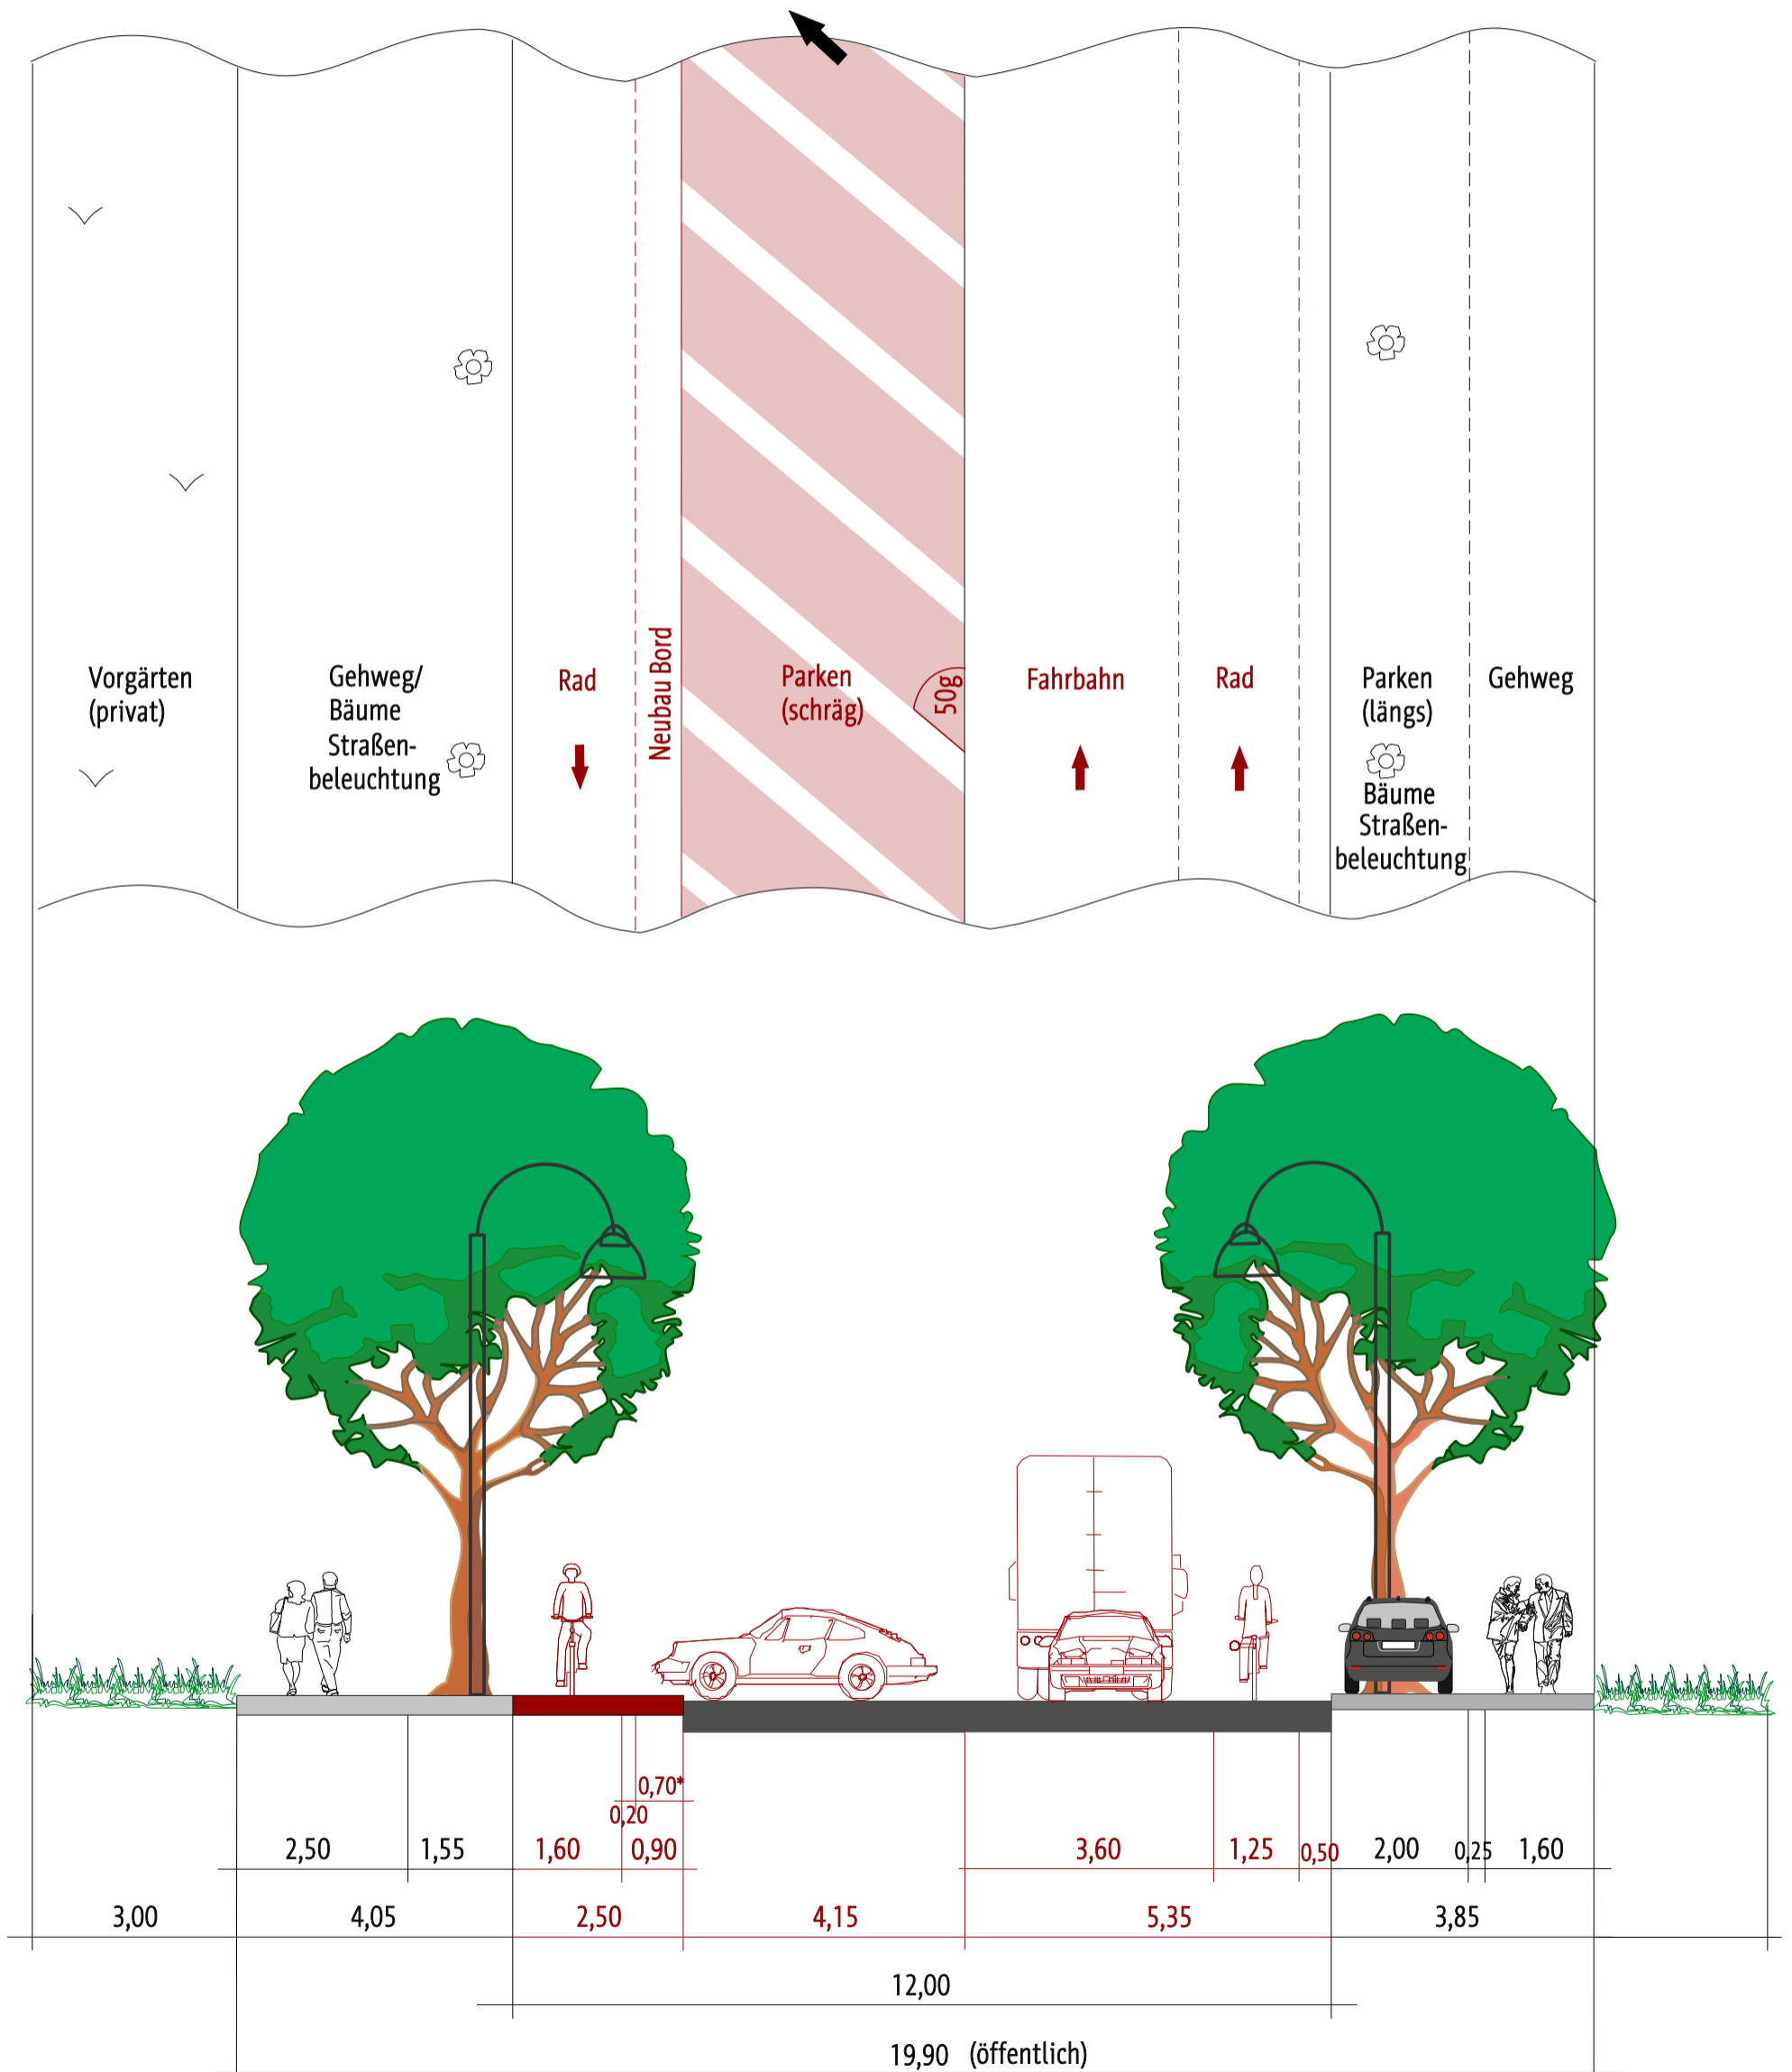 Vorgärten
(privat)
Gehweg/
Bäume
Straßen-
beleuchtung
Rad
Neubau Bord
Parken
(schräg)
50g
Fahrbahn
Rad
Parken
(längs)
Bäume
Straßen-
beleuchtung
Gehweg
0,70*
0,20
2,50 1,55 1,60 0,90 3,60 1,25 0,50 2,00 0,25 1,60
3,00 4,05 2,50 4,15 5,35 3,85
12,00
19,90 (öffentlich)